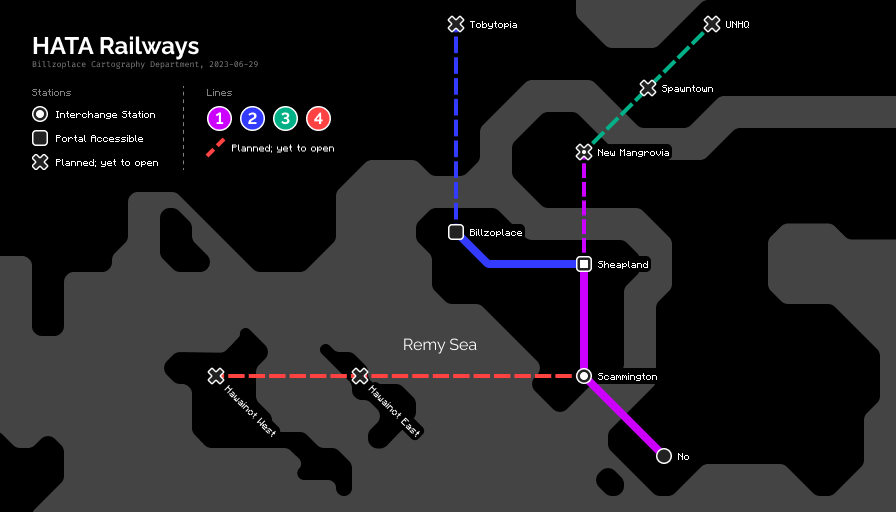 HATA Railways
Billzoplace Cartography Department, 2023-06-29
Stations
Interchange Station
Portal Accessible
Planned; yet to open
Lines
1 2 3 4
Planned; yet to open
Tobytopia
UNHQ
Spawntown
New Mangrovia
Billzoplace
Sheapland
Remy Sea
Scammington
Hawainot West
Hawainot East
No